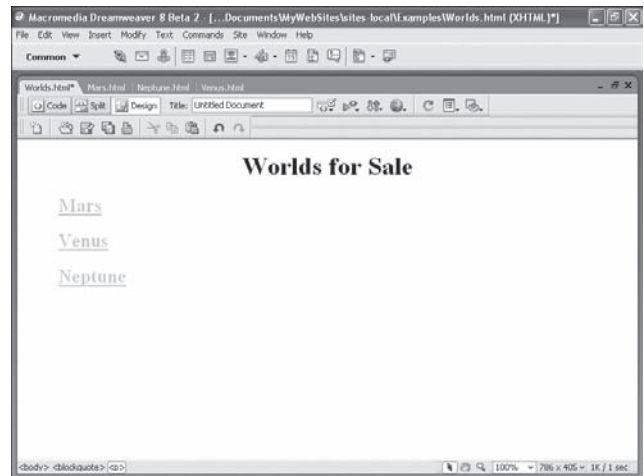 Macromedia Dreamweaver 8 Beta 2 - [...Documents\MyWebSites\sites-local\Examples\Worlds.html (XHTML)*]
File Edit View Insert Modify Text Commands Site Window Help
Common
Worlds.html* Mars.html Neptune.html Venus.html
Code Split Design Title: Untitled Document
Worlds for Sale
Mars
Venus
Neptune
<body> <blockquote> <p> 100% 786 x 405 1K / 1 sec